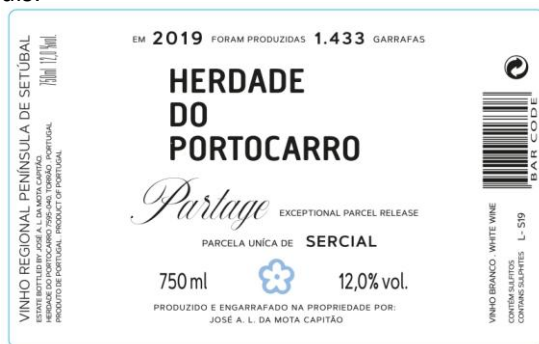 EM 2019 FORAM PRODUZIDAS 1.433 GARRAFAS
HERDADE
DO
PORTOCARRO
Partage EXCEPTIONAL PARCEL RELEASE
PARCELA UNÍCA DE SERCIAL
750 ml 12,0% vol.
PRODUZIDO E ENGARRAFADO NA PROPRIEDADE POR:
JOSÉ A. L. DA MOTA CAPITÃO
VINHO REGIONAL PENÍNSULA DE SETÚBAL
750ml 12,0 %vol.
ESTATE BOTTLED BY JOSÉ A. L. DA MOTA CAPITÃO.
HERDADE DO PORTOCARRO 7595-040, TORRÃO . PORTUGAL
PRODUTO DE PORTUGAL . PRODUCT OF PORTUGAL
BAR CODE
VINHO BRANCO . WHITE WINE
CONTÉM SULFITOS
CONTAINS SULPHITES L- S19